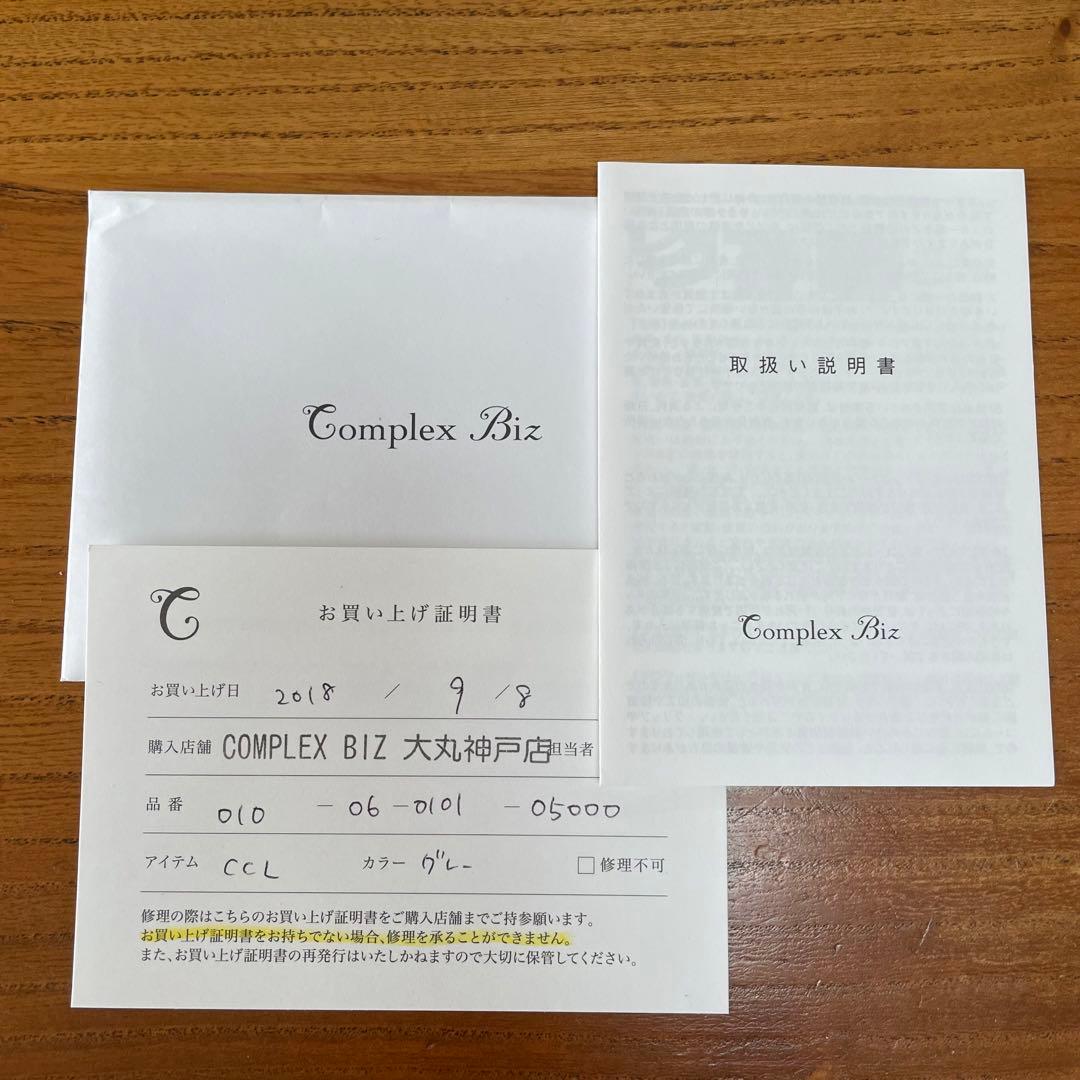 Complex Biz
取扱い説明書
Complex Biz
お買い上げ証明書
お買い上げ日 2018 / 9 / 8
購入店舗 COMPLEX BIZ 大丸神戸店 担当者
品番 010 - 06 - 0101 - 05000
アイテム CCL カラー グレー □修理不可
修理の際はこちらのお買い上げ証明書をご購入店舗までご持参願います。
お買い上げ証明書をお持ちでない場合、修理を承ることができません。
また、お買い上げ証明書の再発行はいたしかねますので大切に保管してください。